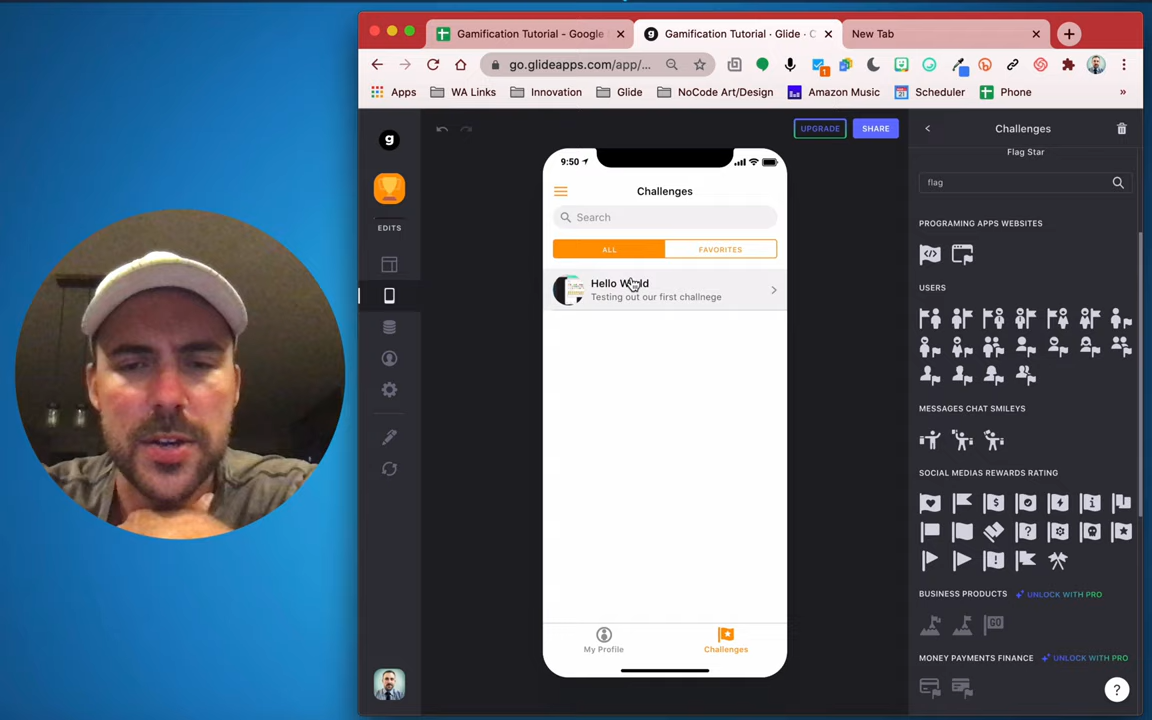 Gamification Tutorial - Google
Gamification Tutorial · Glide · C
New Tab
go.glideapps.com/app/...
Apps
WA Links
Innovation
Glide
NoCode Art/Design
Amazon Music
Scheduler
Phone
»
g
EDITS
UPGRADE
SHARE
9:50
Challenges
Search
ALL
FAVORITES
Hello World
Testing out our first challnege
My Profile
Challenges
Challenges
Flag Star
flag
PROGRAMING APPS WEBSITES
USERS
MESSAGES CHAT SMILEYS
SOCIAL MEDIAS REWARDS RATING
BUSINESS PRODUCTS
UNLOCK WITH PRO
GO
MONEY PAYMENTS FINANCE
UNLOCK WITH PRO
?